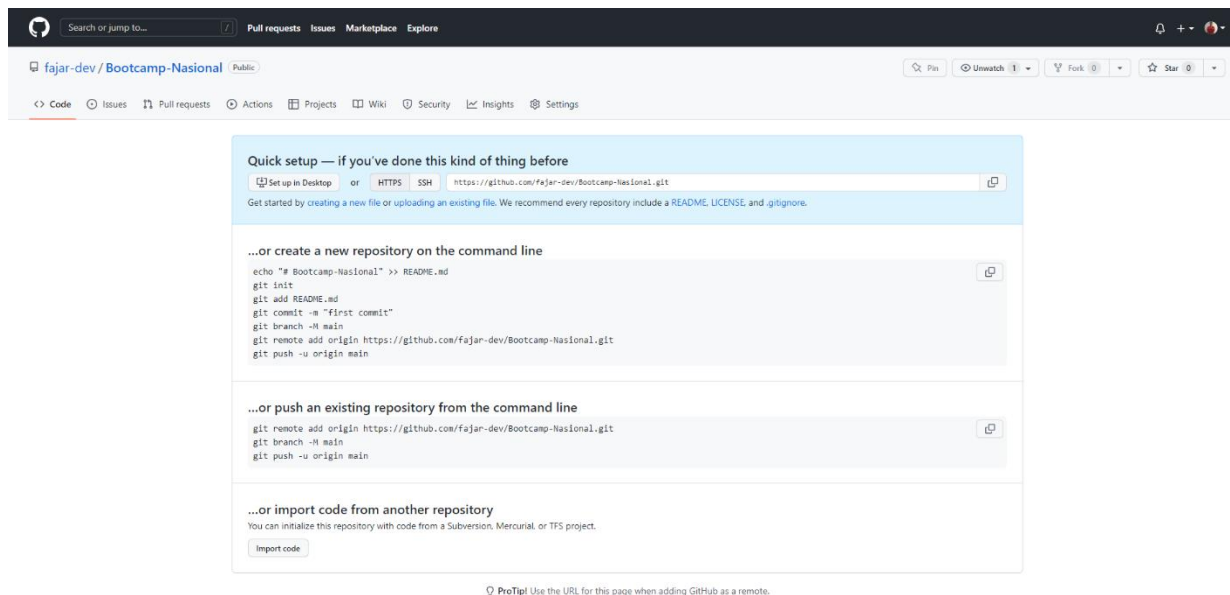 Search or jump to... / Pull requests Issues Marketplace Explore
fajar-dev / Bootcamp-Nasional Public Pin Unwatch 1 Fork 0 Star 0
<> Code Issues Pull requests Actions Projects Wiki Security Insights Settings
Quick setup — if you've done this kind of thing before
Set up in Desktop or HTTPS SSH https://github.com/fajar-dev/Bootcamp-Nasional.git
Get started by creating a new file or uploading an existing file. We recommend every repository include a README, LICENSE, and .gitignore.
...or create a new repository on the command line
echo "# Bootcamp-Nasional" >> README.md
git init
git add README.md
git commit -m "first commit"
git branch -M main
git remote add origin https://github.com/fajar-dev/Bootcamp-Nasional.git
git push -u origin main
...or push an existing repository from the command line
git remote add origin https://github.com/fajar-dev/Bootcamp-Nasional.git
git branch -M main
git push -u origin main
...or import code from another repository
You can initialize this repository with code from a Subversion, Mercurial, or TFS project.
Import code
ProTip! Use the URL for this page when adding GitHub as a remote.